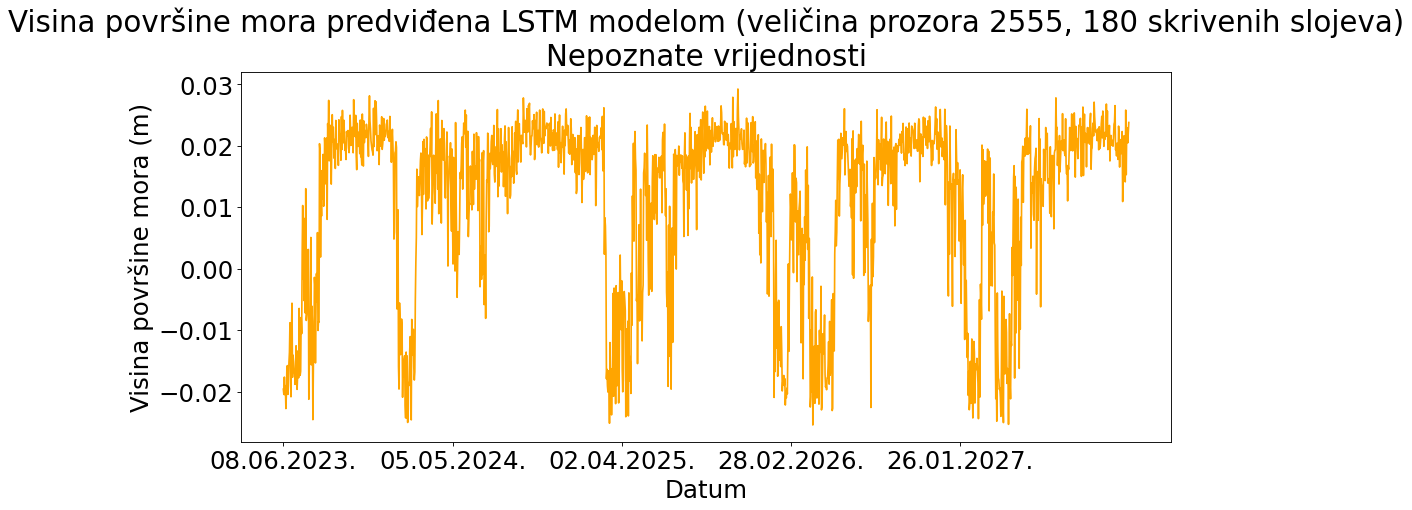 Visina površine mora predviđena LSTM modelom (veličina prozora 2555, 180 skrivenih slojeva)
Nepoznate vrijednosti
Visina površine mora (m)
0.03
0.02
0.01
0.00
−0.01
−0.02
08.06.2023. 05.05.2024. 02.04.2025. 28.02.2026. 26.01.2027.
Datum